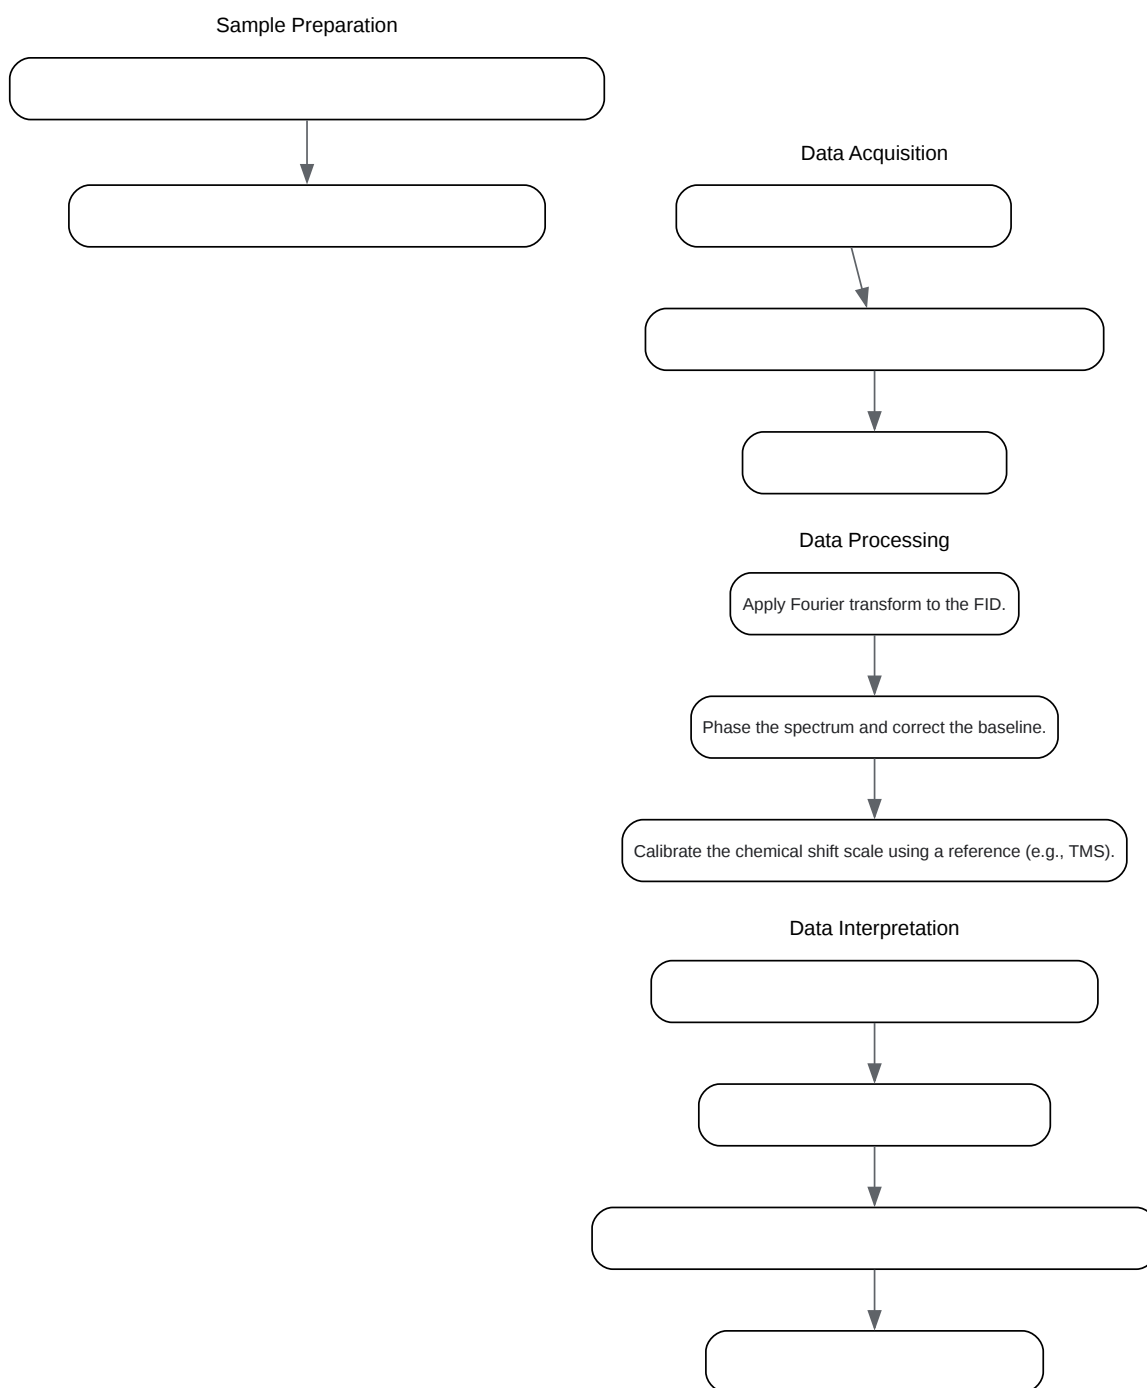 Sample Preparation
Data Acquisition
Data Processing
Apply Fourier transform to the FID.
Phase the spectrum and correct the baseline.
Calibrate the chemical shift scale using a reference (e.g., TMS).
Data Interpretation